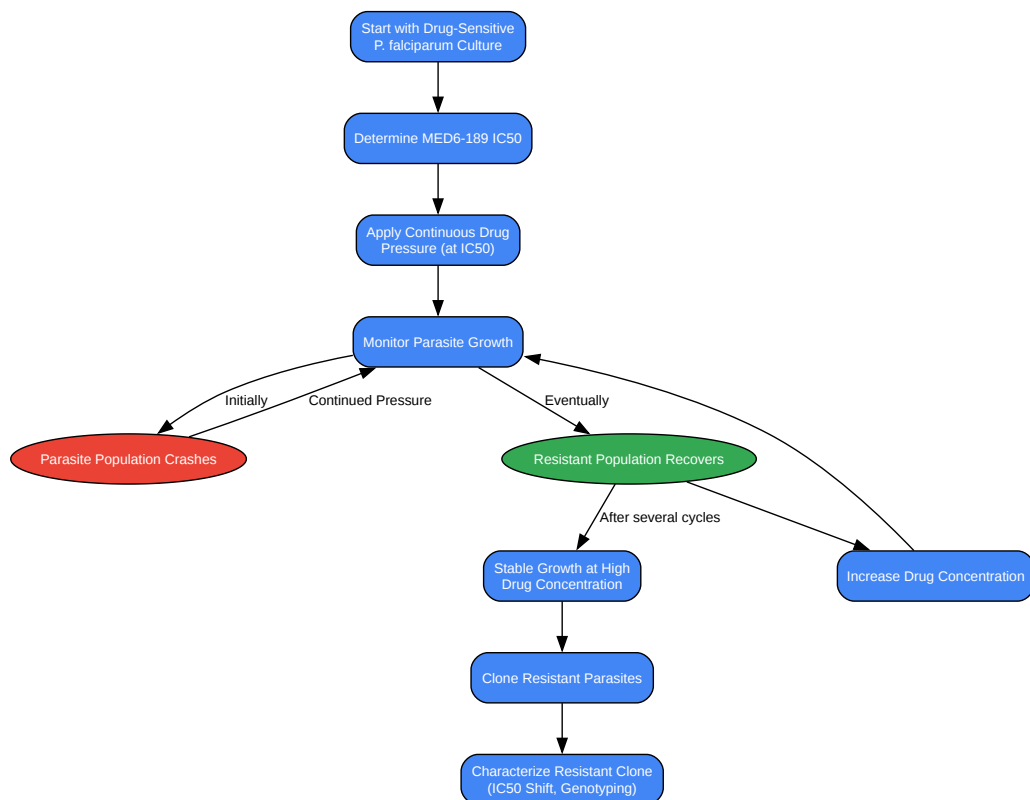 Start with Drug-Sensitive
P. falciparum Culture
Determine MED6-189 IC50
Apply Continuous Drug
Pressure (at IC50)
Monitor Parasite Growth
Initially
Continued Pressure
Eventually
Parasite Population Crashes
Resistant Population Recovers
After several cycles
Stable Growth at High
Drug Concentration
Increase Drug Concentration
Clone Resistant Parasites
Characterize Resistant Clone
(IC50 Shift, Genotyping)